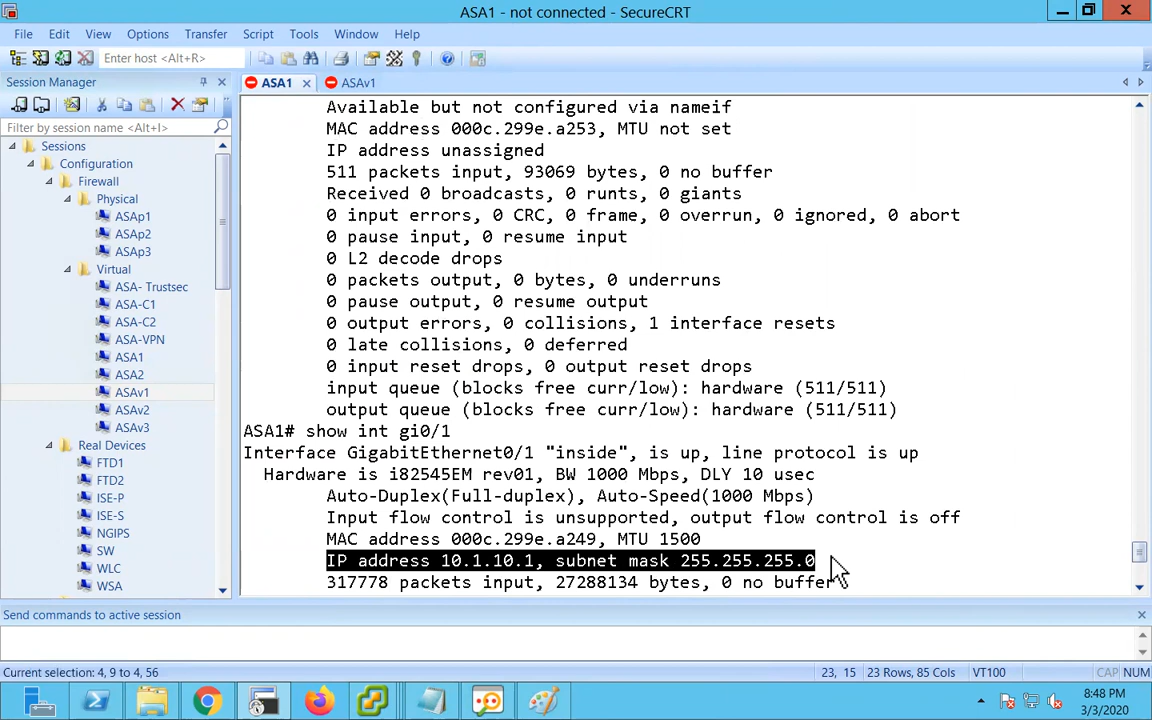 ASA1 - not connected - SecureCRT
File Edit View Options Transfer Script Tools Window Help
Enter host <Alt+R>
Session Manager
ASA1
ASAv1
Filter by session name <Alt+I>
Sessions
Configuration
Firewall
Physical
ASAp1
ASAp2
ASAp3
Virtual
ASA- Trustsec
ASA-C1
ASA-C2
ASA-VPN
ASA1
ASA2
ASAv1
ASAv2
ASAv3
Real Devices
FTD1
FTD2
ISE-P
ISE-S
NGIPS
SW
WLC
WSA
Available but not configured via nameif
MAC address 000c.299e.a253, MTU not set
IP address unassigned
511 packets input, 93069 bytes, 0 no buffer
Received 0 broadcasts, 0 runts, 0 giants
0 input errors, 0 CRC, 0 frame, 0 overrun, 0 ignored, 0 abort
0 pause input, 0 resume input
0 L2 decode drops
0 packets output, 0 bytes, 0 underruns
0 pause output, 0 resume output
0 output errors, 0 collisions, 1 interface resets
0 late collisions, 0 deferred
0 input reset drops, 0 output reset drops
input queue (blocks free curr/low): hardware (511/511)
output queue (blocks free curr/low): hardware (511/511)
ASA1# show int gi0/1
Interface GigabitEthernet0/1 "inside", is up, line protocol is up
Hardware is i82545EM rev01, BW 1000 Mbps, DLY 10 usec
Auto-Duplex(Full-duplex), Auto-Speed(1000 Mbps)
Input flow control is unsupported, output flow control is off
MAC address 000c.299e.a249, MTU 1500
IP address 10.1.10.1, subnet mask 255.255.255.0
317778 packets input, 27288134 bytes, 0 no buffer
Send commands to active session
Current selection: 4, 9 to 4, 56
23, 15 23 Rows, 85 Cols VT100 CAP NUM
8:48 PM
3/3/2020